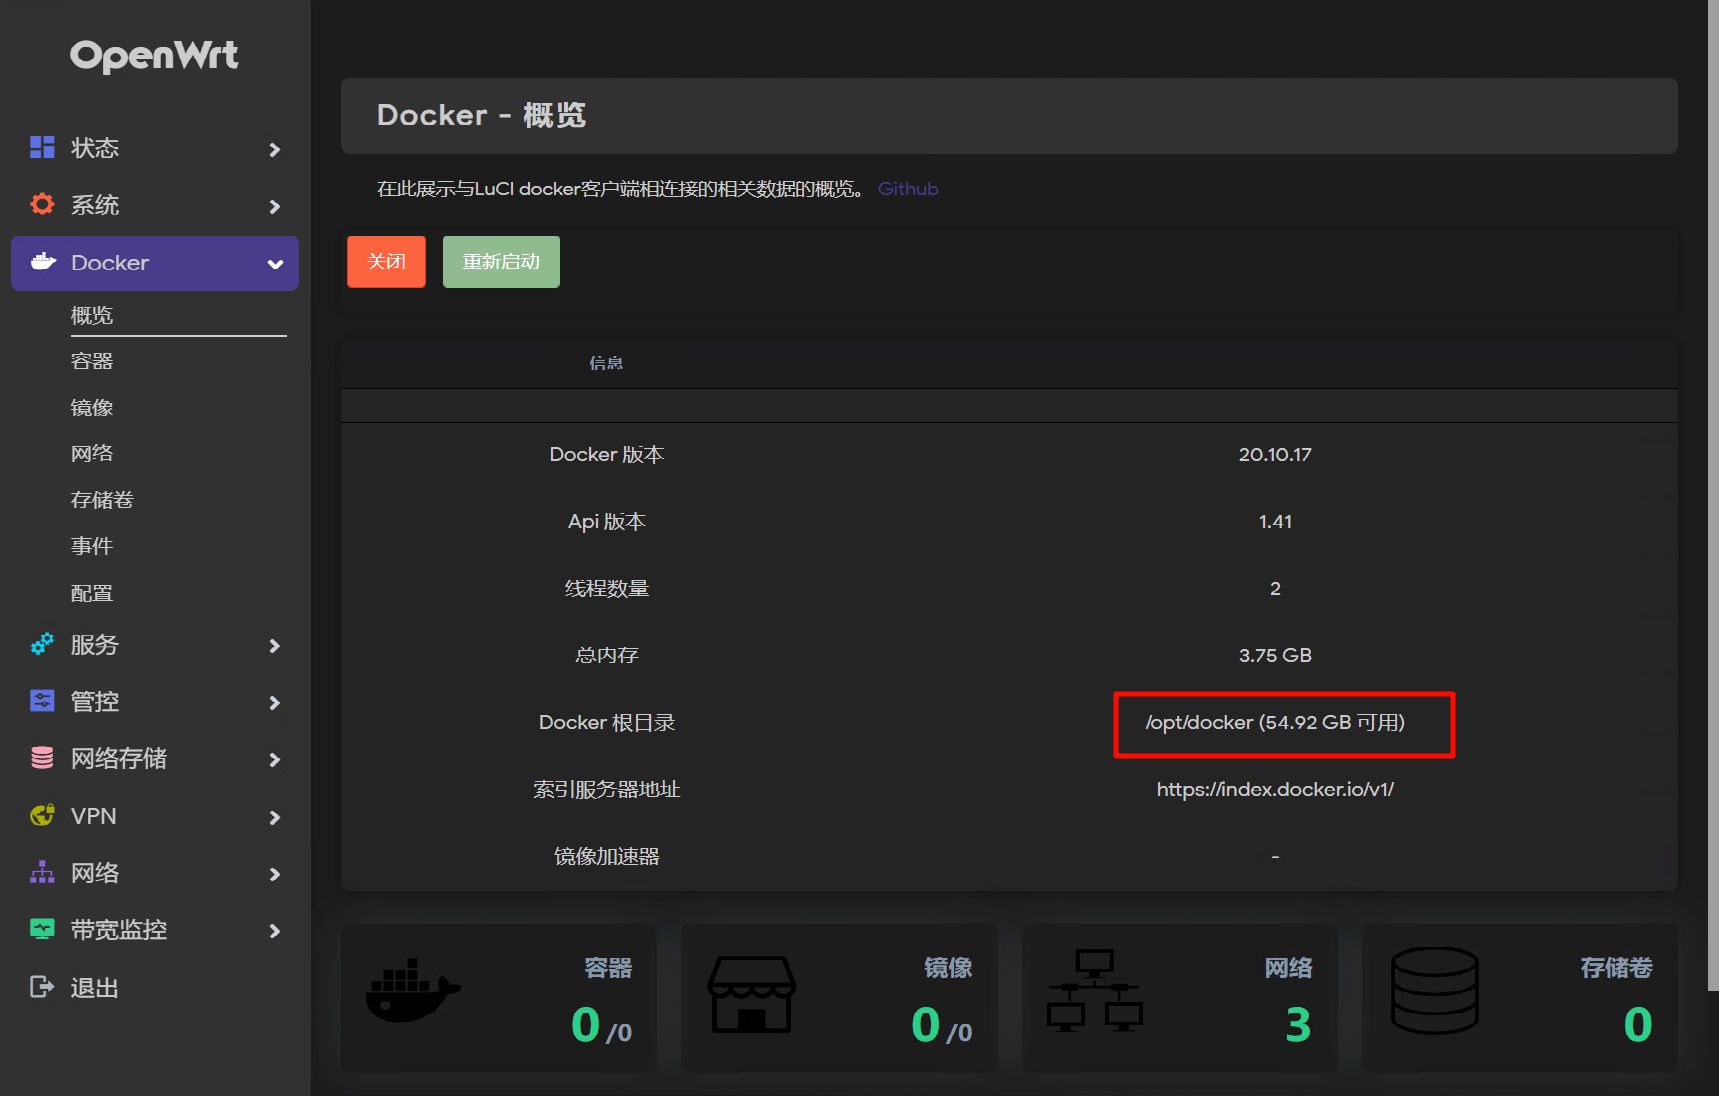 OpenWrt
状态
系统
Docker
概览
容器
镜像
网络
存储卷
事件
配置
服务
管控
网络存储
VPN
网络
带宽监控
退出
Docker - 概览
在此展示与LuCI docker客户端相连接的相关数据的概览。 Github
关闭 重新启动
信息
Docker 版本 20.10.17
Api 版本 1.41
线程数量 2
总内存 3.75 GB
Docker 根目录 /opt/docker (54.92 GB 可用)
索引服务器地址 https://index.docker.io/v1/
镜像加速器 -
容器
0 /0
镜像
0 /0
网络
3
存储卷
0